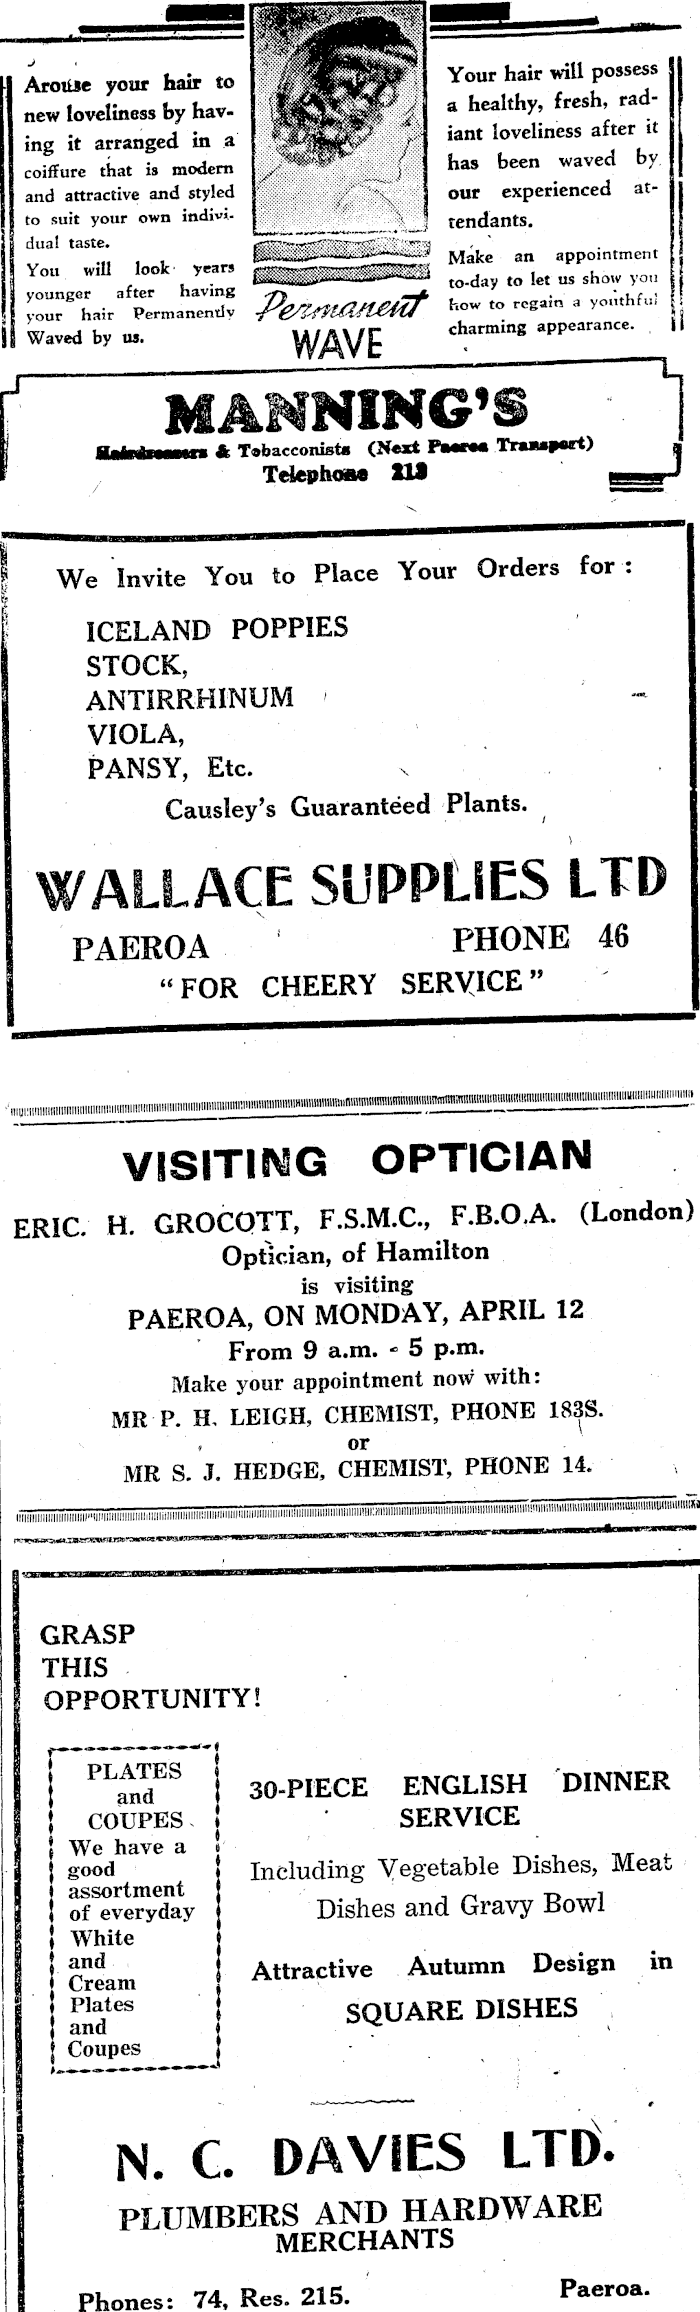 Arouse your hair to
new loveliness by hav-
ing it arranged in a
coiffure that is modern
and attractive and styled
to suit your own indivi-
dual taste.
You will look years
younger after having
your hair Permanently
Waved by us.
Permanent
WAVE
Your hair will possess
a healthy, fresh, rad-
iant loveliness after it
has been waved by
our experienced at-
tendants.
Make an appointment
to-day to let us show you
how to regain a youthful
charming appearance.
MANNING'S
Hairdressers & Tobacconists (Next Paeroa Transport)
Telephone 213
We Invite You to Place Your Orders for :
ICELAND POPPIES
STOCK,
ANTIRRHINUM
VIOLA,
PANSY, Etc.
Causley's Guaranteed Plants.
WALLACE SUPPLIES LTD
PAEROA PHONE 46
"FOR CHEERY SERVICE"
VISITING OPTICIAN
ERIC. H. GROCOTT, F.S.M.C., F.B.O.A. (London)
Optician, of Hamilton
is visiting
PAEROA, ON MONDAY, APRIL 12
From 9 a.m. - 5 p.m.
Make your appointment now with:
MR P. H. LEIGH, CHEMIST, PHONE 183S.
or
MR S. J. HEDGE, CHEMIST, PHONE 14.
GRASP
THIS
OPPORTUNITY!
PLATES
and
COUPES
We have a
good
assortment
of everyday
White
and
Cream
Plates
and
Coupes
30-PIECE ENGLISH DINNER
SERVICE
Including Vegetable Dishes, Meat
Dishes and Gravy Bowl
Attractive Autumn Design in
SQUARE DISHES
N. C. DAVIES LTD.
PLUMBERS AND HARDWARE
MERCHANTS
Phones: 74, Res. 215. Paeroa.